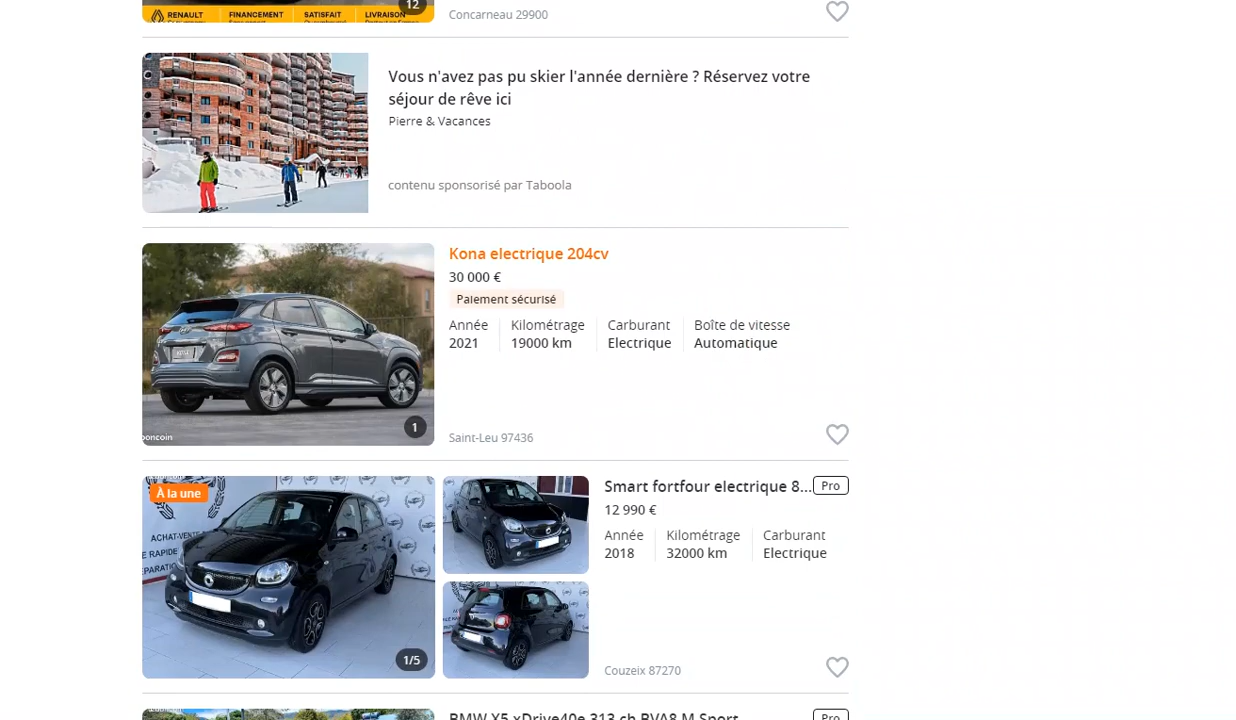 RENAULT
FINANCEMENT
SATISFAIT
LIVRAISON
12
Concarneau 29900
Vous n'avez pas pu skier l'année dernière ? Réservez votre
séjour de rêve ici
Pierre & Vacances
contenu sponsorisé par Taboola
Kona electrique 204cv
30 000 €
Paiement sécurisé
Année Kilométrage Carburant Boîte de vitesse
2021 19000 km Electrique Automatique
1
boncoin
Saint-Leu 97436
À la une
ACHAT-VENTE
RAPIDE
1/5
Smart fortfour electrique 8...
Pro
12 990 €
Année Kilométrage Carburant
2018 32000 km Electrique
Couzeix 87270
BMW X5 xDrive40e 313 ch BVA8 M Sport
Pro